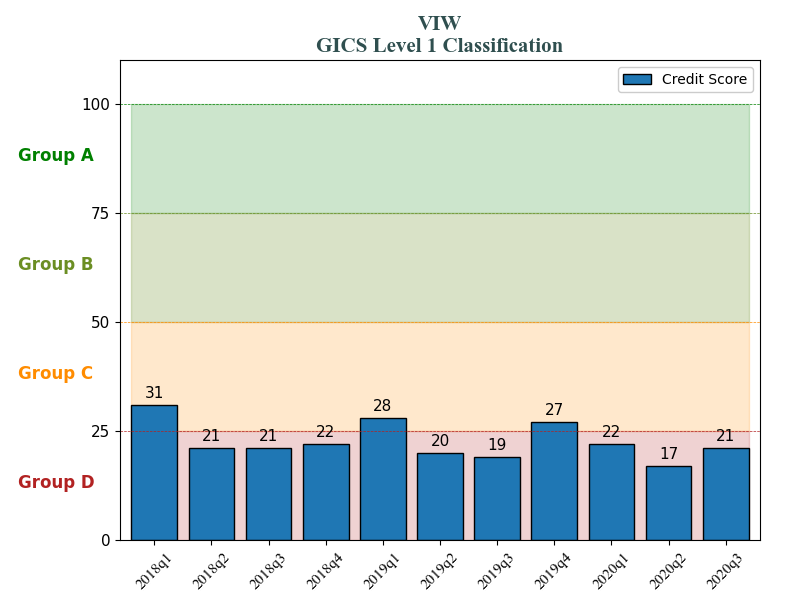 VIW
GICS Level 1 Classification
Credit Score
100
Group A
75
Group B
50
Group C
25
Group D
0
31
21
21
22
28
20
19
27
22
17
21
2018q1
2018q2
2018q3
2018q4
2019q1
2019q2
2019q3
2019q4
2020q1
2020q2
2020q3